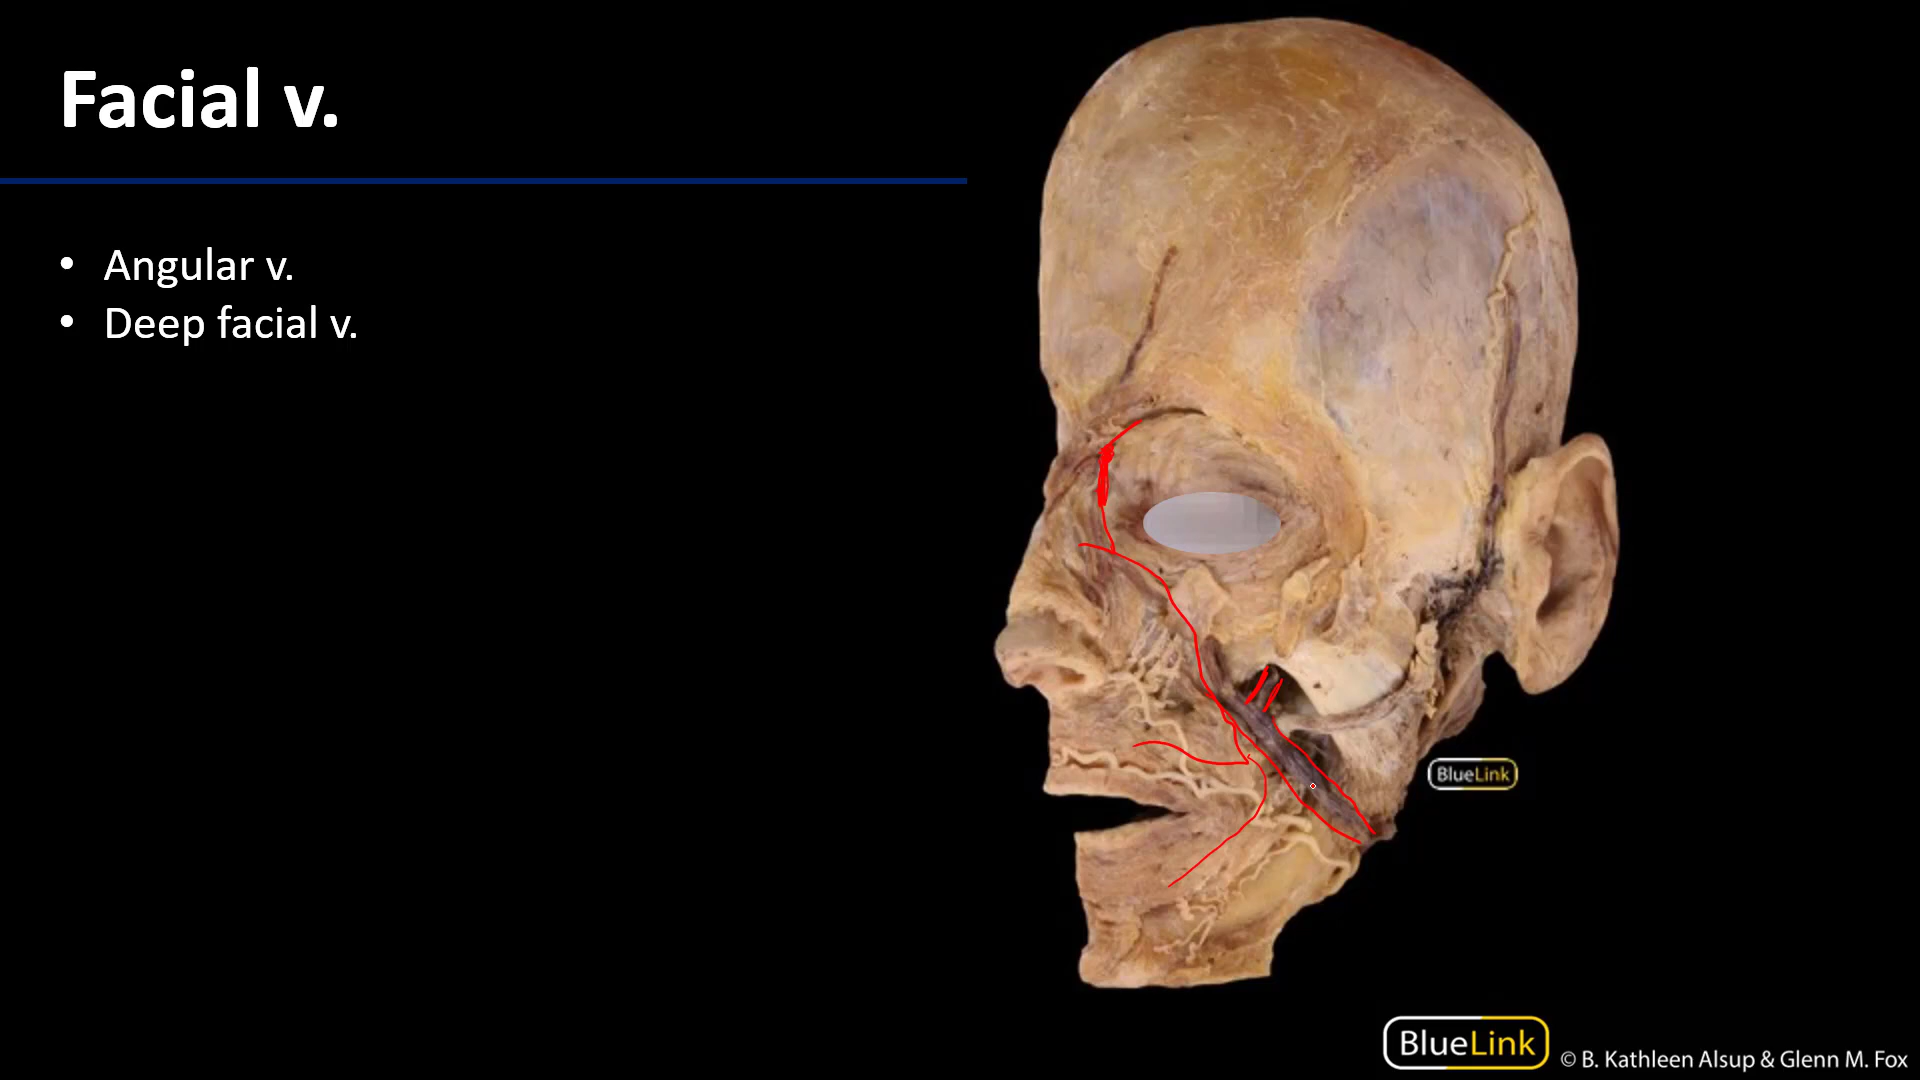 Facial v.
• Angular v.
• Deep facial v.
BlueLink
BlueLink © B. Kathleen Alsup & Glenn M. Fox